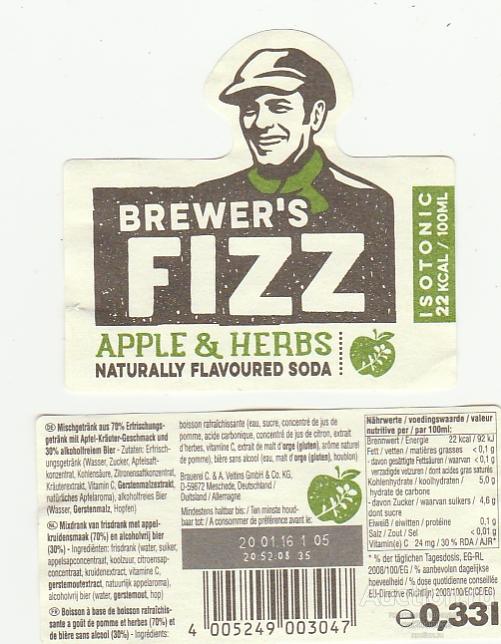 BREWER'S
FIZZ
ISOTONIC
22 KCAL / 100ML
APPLE & HERBS
NATURALLY FLAVOURED SODA
DE Mischgetränk aus 70% Erfrischungs-
getränk mit Apfel-Kräuter-Geschmack und
30% alkoholfreiem Bier - Zutaten: Erfrisch-
ungsgetränk (Wasser, Zucker, Apfelsaft-
konzentrat, Kohlensäure, Zitronensaftkonzentrat,
Kräuterextrakt, Vitamin C, Gerstenmalzextrakt,
natürliches Apfelaroma), alkoholfreies Bier
(Wasser, Gerstenmalz, Hopfen)
NL Mixdrank van frisdrank met appel-
kruidensmaak (70%) en alcoholvrij bier
(30%) - Ingrediënten: frisdrank (water, suiker,
appelsapconcentraat, koolzuur, citroensap-
concentraat, kruidenextract, vitamine C,
gerstemoutextract, natuurlijk appelaroma),
alcoholvrij bier (water, gerstemout, hop)
FR Boisson à base de boisson rafraîchis-
sante a goût de pomme et herbes (70%) et
de bière sans alcool (30%) - Ingrédients:
boisson rafraîchissante (eau, sucre, concentré de jus de
pomme, acide carbonique, concentré de jus de citron, extrait
d'herbes, vitamine C, extrait de malt d'orge (gluten), arôme naturel
de pomme), bière sans alcool (eau, malt d'orge (gluten), houblon)
Brauerei C. & A. Veltins GmbH & Co. KG,
D-59872 Meschede, Deutschland /
Duitsland / Allemagne
Mindestens haltbar bis: / Ten minste houd-
baar tot: / A consommer de préférence avant le:
20 01 16 1 05
20:52:08 35
4 005249 003047
Nährwerte / voedingswaarde / valeur
nutritive per / par 100ml:
Brennwert / Energie 22 kcal / 92 kJ
Fett / vetten / matières grasses <0,1 g
- davon gesättigte Fettsäuren / waarvan <0,1 g
verzadigde vetzuren / dont acides gras saturés
Kohlenhydrate / koolhydraten / 5,0 g
hydrate de carbone
- davon Zucker / waarvan suikers / 4,6 g
dont sucre
Eiweiß / eiwitten / protéine 0,1 g
Salz / Zout / Sel <0,01 g
Vitamin(e) C 24 mg / 30 % RDA / AJR*
* % der täglichen Tagesdosis, EG-RL
2008/100/EG / % aanbevolen dagelijkse
hoeveelheid / % dose quotidienne conseillée
EU-Directive (Richtlijn) 2008/100/EC(CE/EG)
e 0,33l